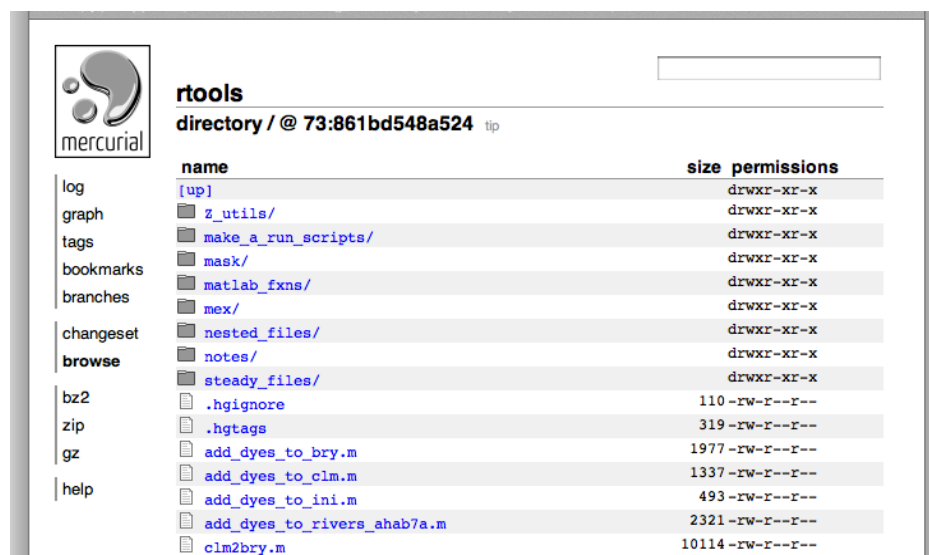 mercurial
log
graph
tags
bookmarks
branches
changeset
browse
bz2
zip
gz
help
rtools
directory / @ 73:861bd548a524 tip
name size permissions
[up] drwxr-xr-x
Z_utils/ drwxr-xr-x
make_a_run_scripts/ drwxr-xr-x
mask/ drwxr-xr-x
matlab_fxns/ drwxr-xr-x
mex/ drwxr-xr-x
nested_files/ drwxr-xr-x
notes/ drwxr-xr-x
steady_files/ drwxr-xr-x
.hgignore 110 -rw-r--r--
.hgtags 319 -rw-r--r--
add_dyes_to_bry.m 1977 -rw-r--r--
add_dyes_to_clm.m 1337 -rw-r--r--
add_dyes_to_ini.m 493 -rw-r--r--
add_dyes_to_rivers_ahab7a.m 2321 -rw-r--r--
clm2bry.m 10114 -rw-r--r--